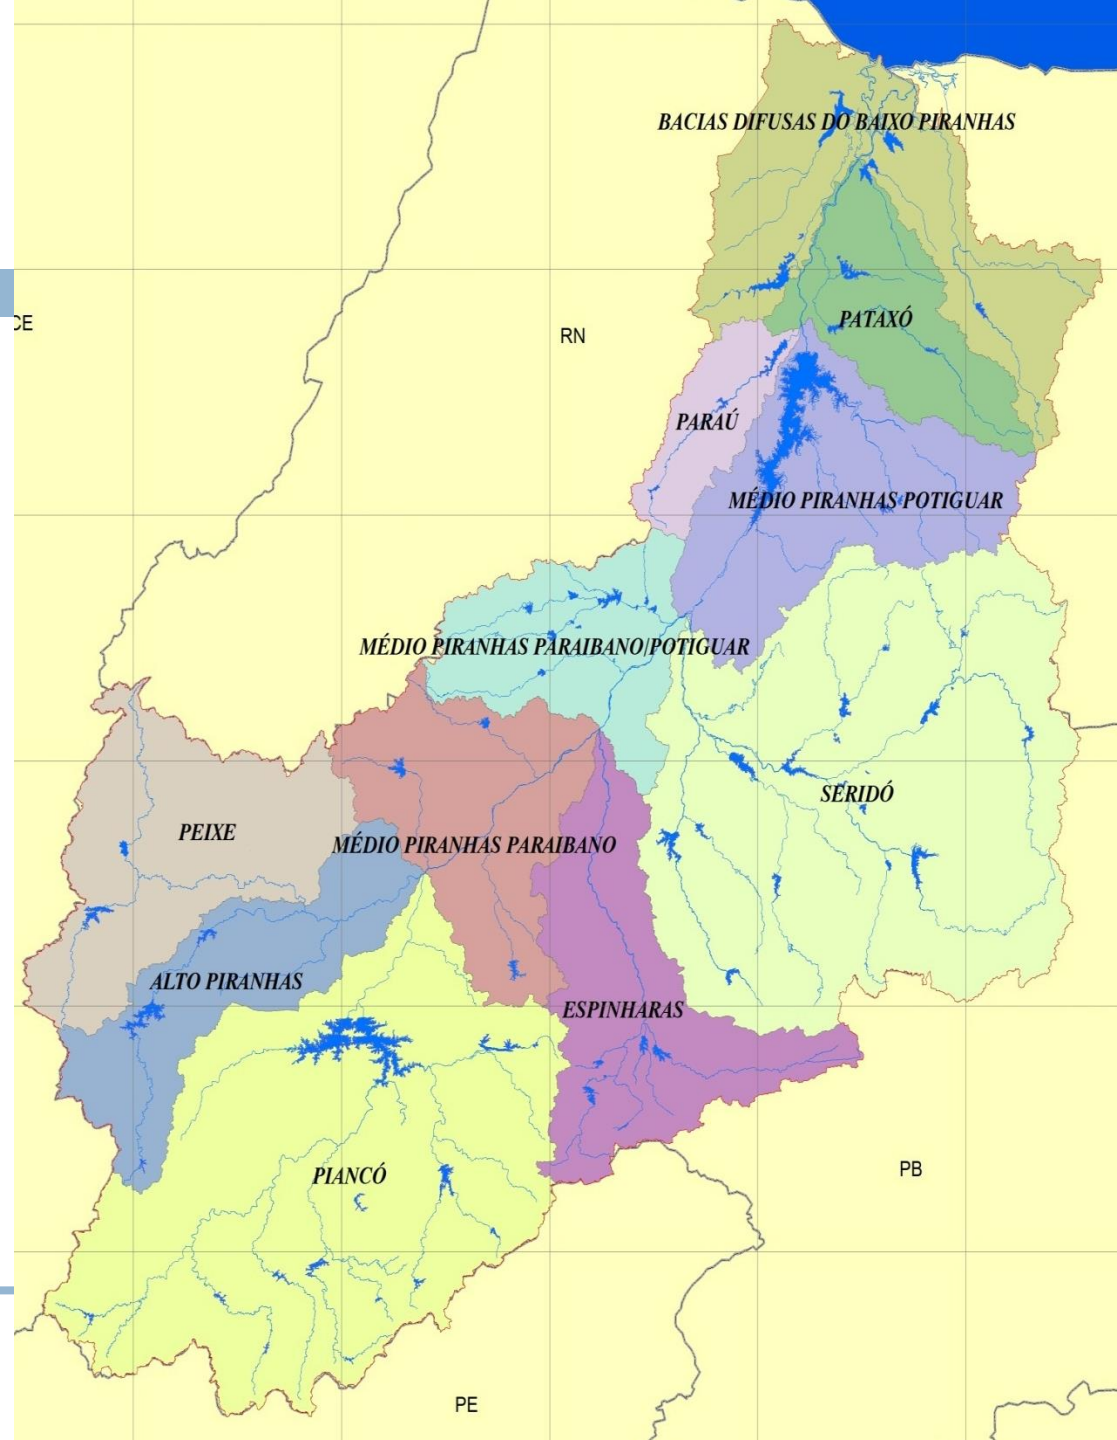 BACIAS DIFUSAS DO BAIXO PIRANHAS
CE
RN
PATAXÓ
PARAÚ
MÉDIO PIRANHAS POTIGUAR
MÉDIO PIRANHAS PARAIBANO/POTIGUAR
SERIDÓ
PEIXE
MÉDIO PIRANHAS PARAIBANO
ALTO PIRANHAS
ESPINHARAS
PIANCÓ
PB
PE